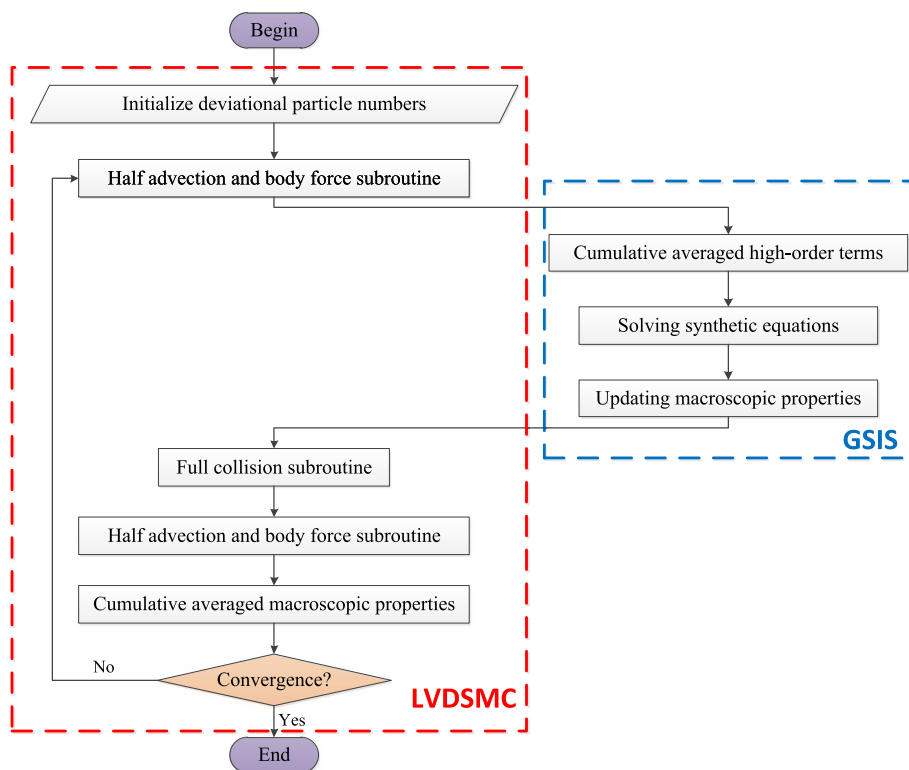 Begin
Initialize deviational particle numbers
Half advection and body force subroutine
Cumulative averaged high-order terms
Solving synthetic equations
Updating macroscopic properties
GSIS
Full collision subroutine
Half advection and body force subroutine
Cumulative averaged macroscopic properties
No
Convergence?
LVDSMC
Yes
End